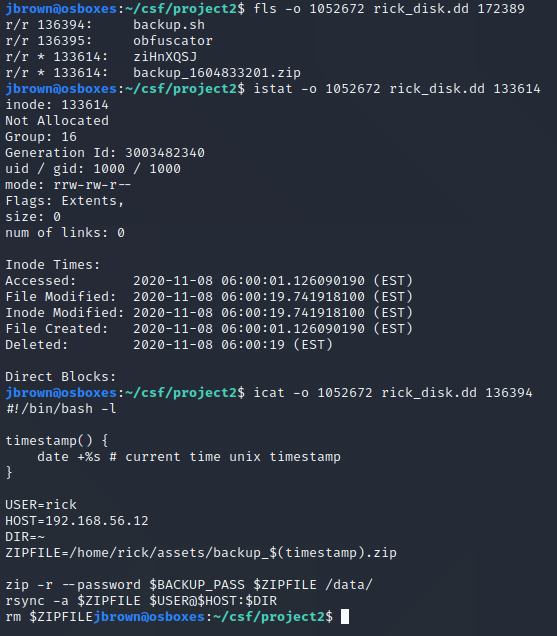 jbrown@osboxes:~/csf/project2$ fls -o 1052672 rick_disk.dd 172389
r/r 136394:	backup.sh
r/r 136395:	obfuscator
r/r * 133614:	ziHnXQSJ
r/r * 133614:	backup_1604833201.zip
jbrown@osboxes:~/csf/project2$ istat -o 1052672 rick_disk.dd 133614
inode: 133614
Not Allocated
Group: 16
Generation Id: 3003482340
uid / gid: 1000 / 1000
mode: rrw-rw-r--
Flags: Extents,
size: 0
num of links: 0

Inode Times:
Accessed:	2020-11-08 06:00:01.126090190 (EST)
File Modified:	2020-11-08 06:00:19.741918100 (EST)
Inode Modified:	2020-11-08 06:00:19.741918100 (EST)
File Created:	2020-11-08 06:00:01.126090190 (EST)
Deleted:	2020-11-08 06:00:19 (EST)

Direct Blocks:
jbrown@osboxes:~/csf/project2$ icat -o 1052672 rick_disk.dd 136394
#!/bin/bash -l

timestamp() {
    date +%s # current time unix timestamp
}

USER=rick
HOST=192.168.56.12
DIR=~
ZIPFILE=/home/rick/assets/backup_$(timestamp).zip

zip -r --password $BACKUP_PASS $ZIPFILE /data/
rsync -a $ZIPFILE $USER@$HOST:$DIR
rm $ZIPFILEjbrown@osboxes:~/csf/project2$